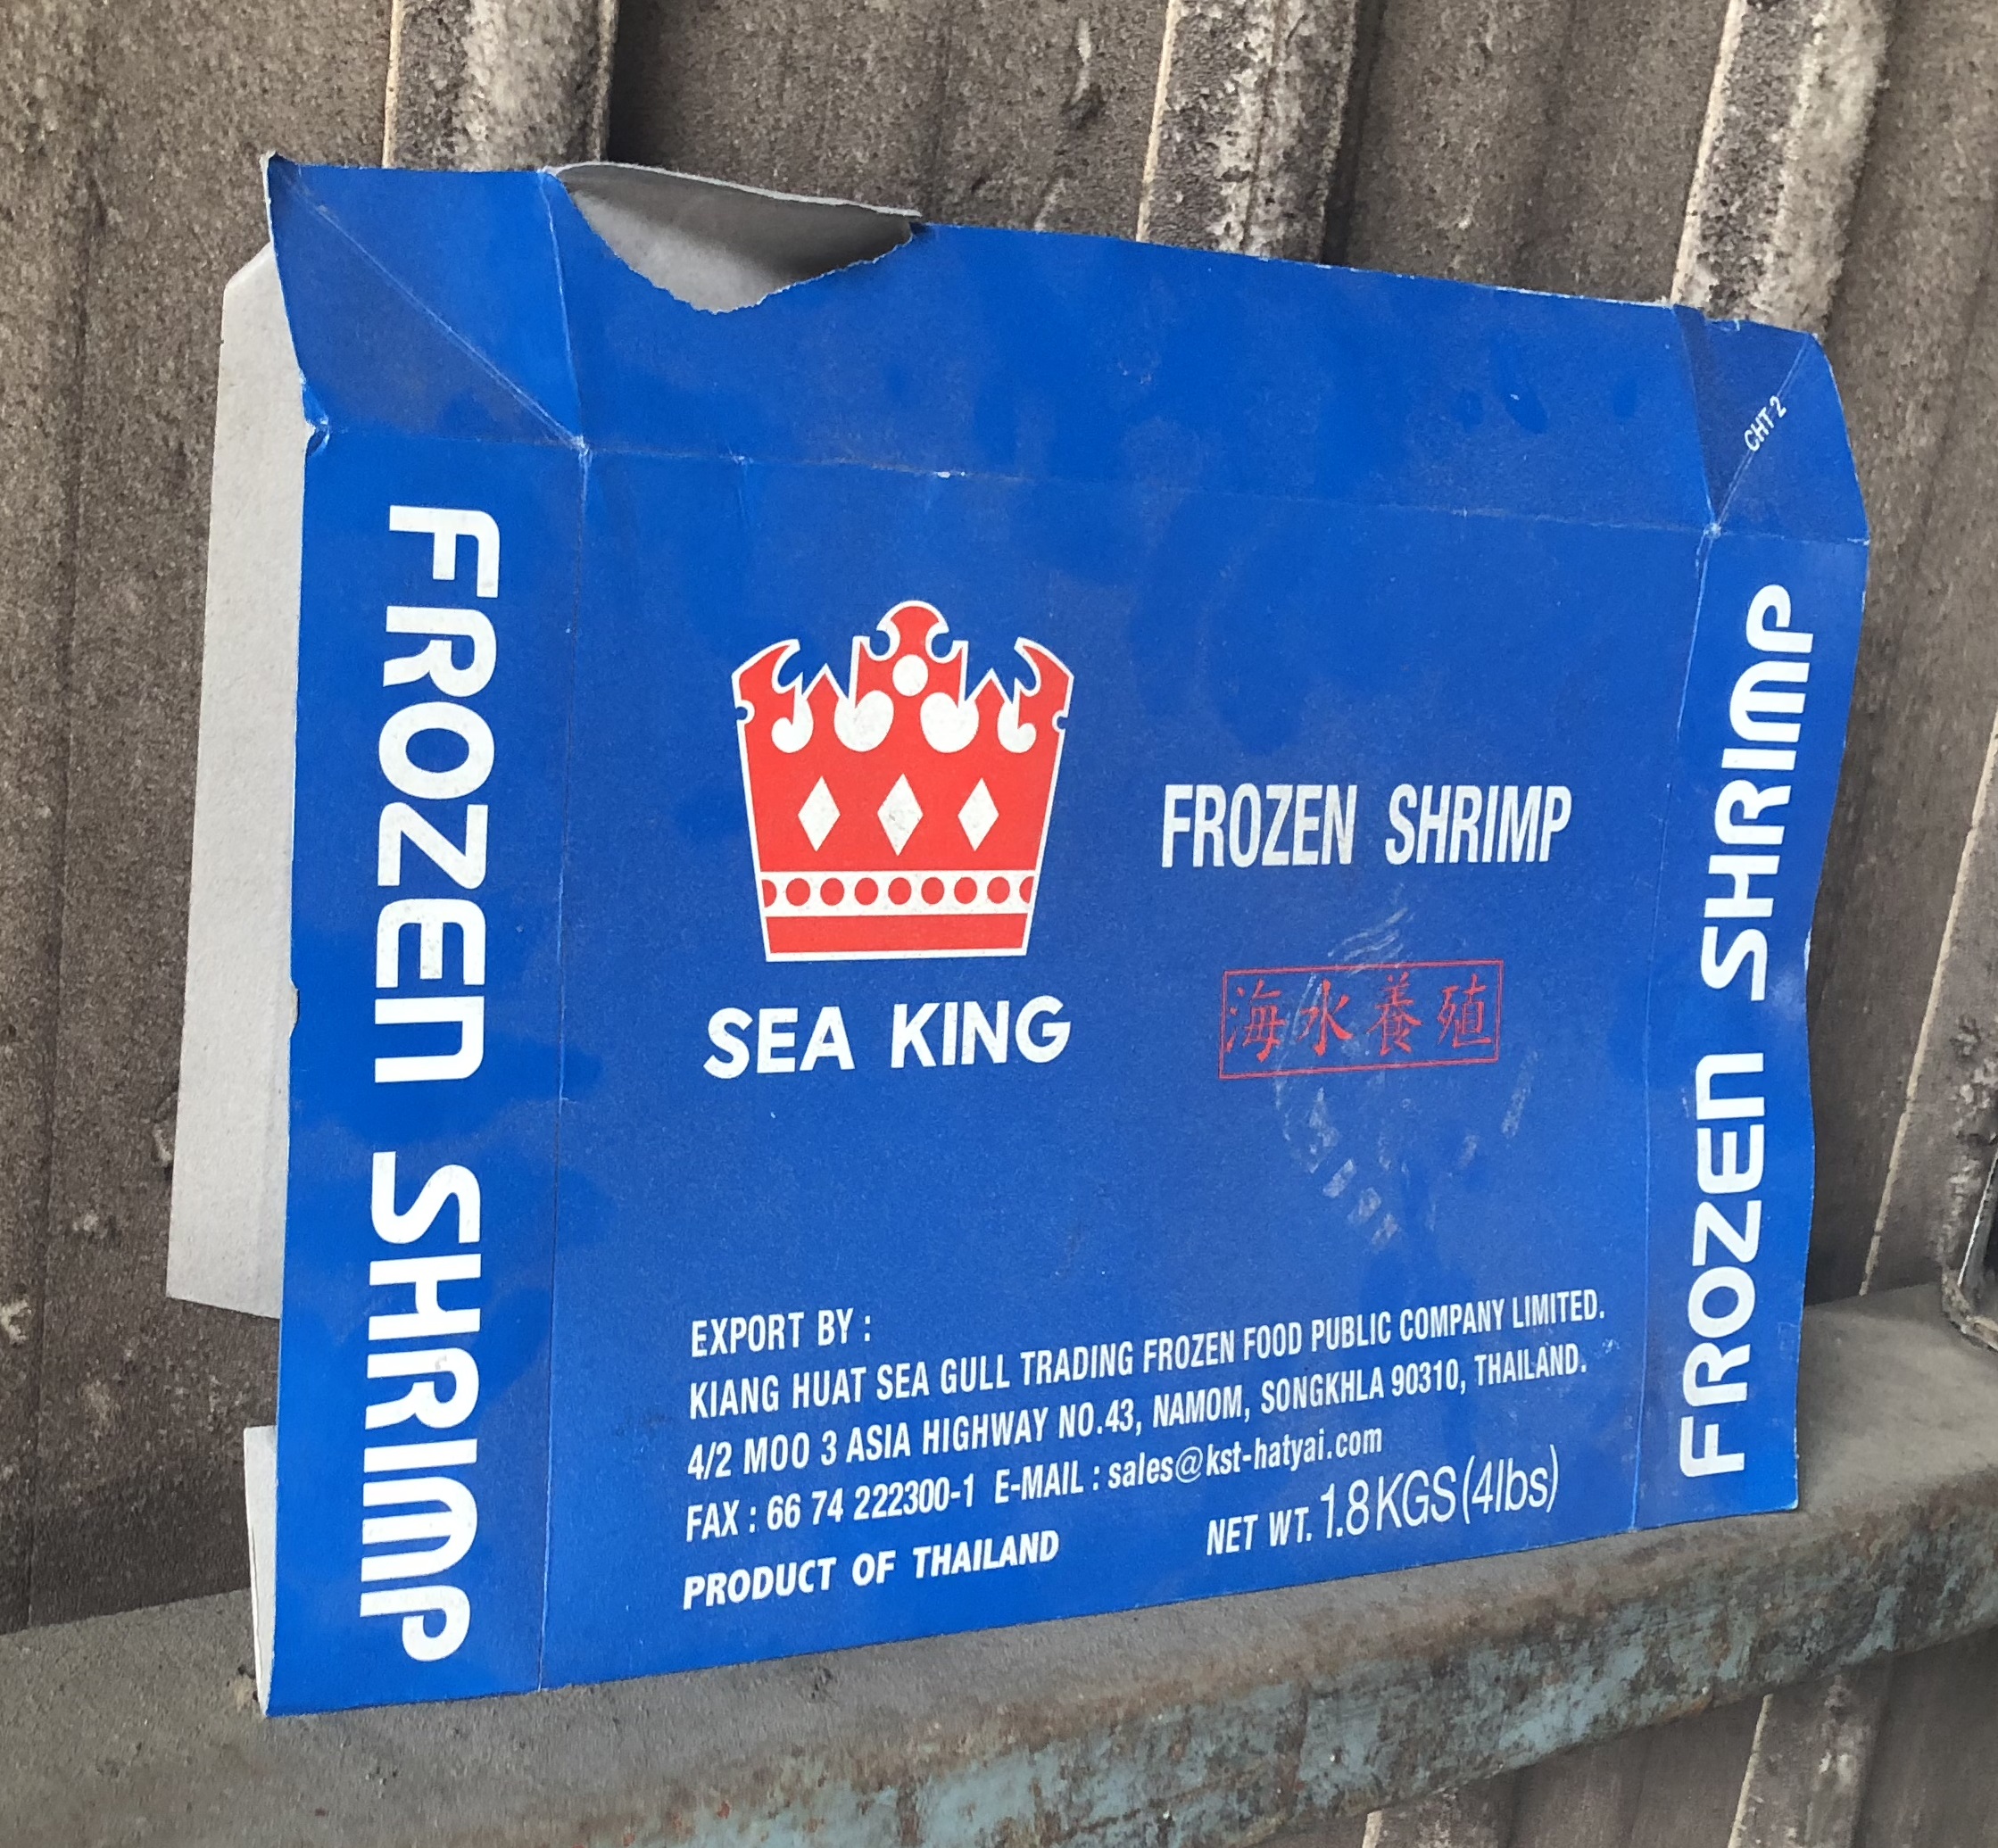 CHT 2
FROZEN SHRIMP
SEA KING
FROZEN SHRIMP
海水養殖
FROZEN SHRIMP
EXPORT BY :
KIANG HUAT SEA GULL TRADING FROZEN FOOD PUBLIC COMPANY LIMITED.
4/2 MOO 3 ASIA HIGHWAY NO.43, NAMOM, SONGKHLA 90310, THAILAND.
FAX : 66 74 222300-1 E-MAIL : sales@kst-hatyai.com
PRODUCT OF THAILAND
NET WT. 1.8 KGS (4lbs)